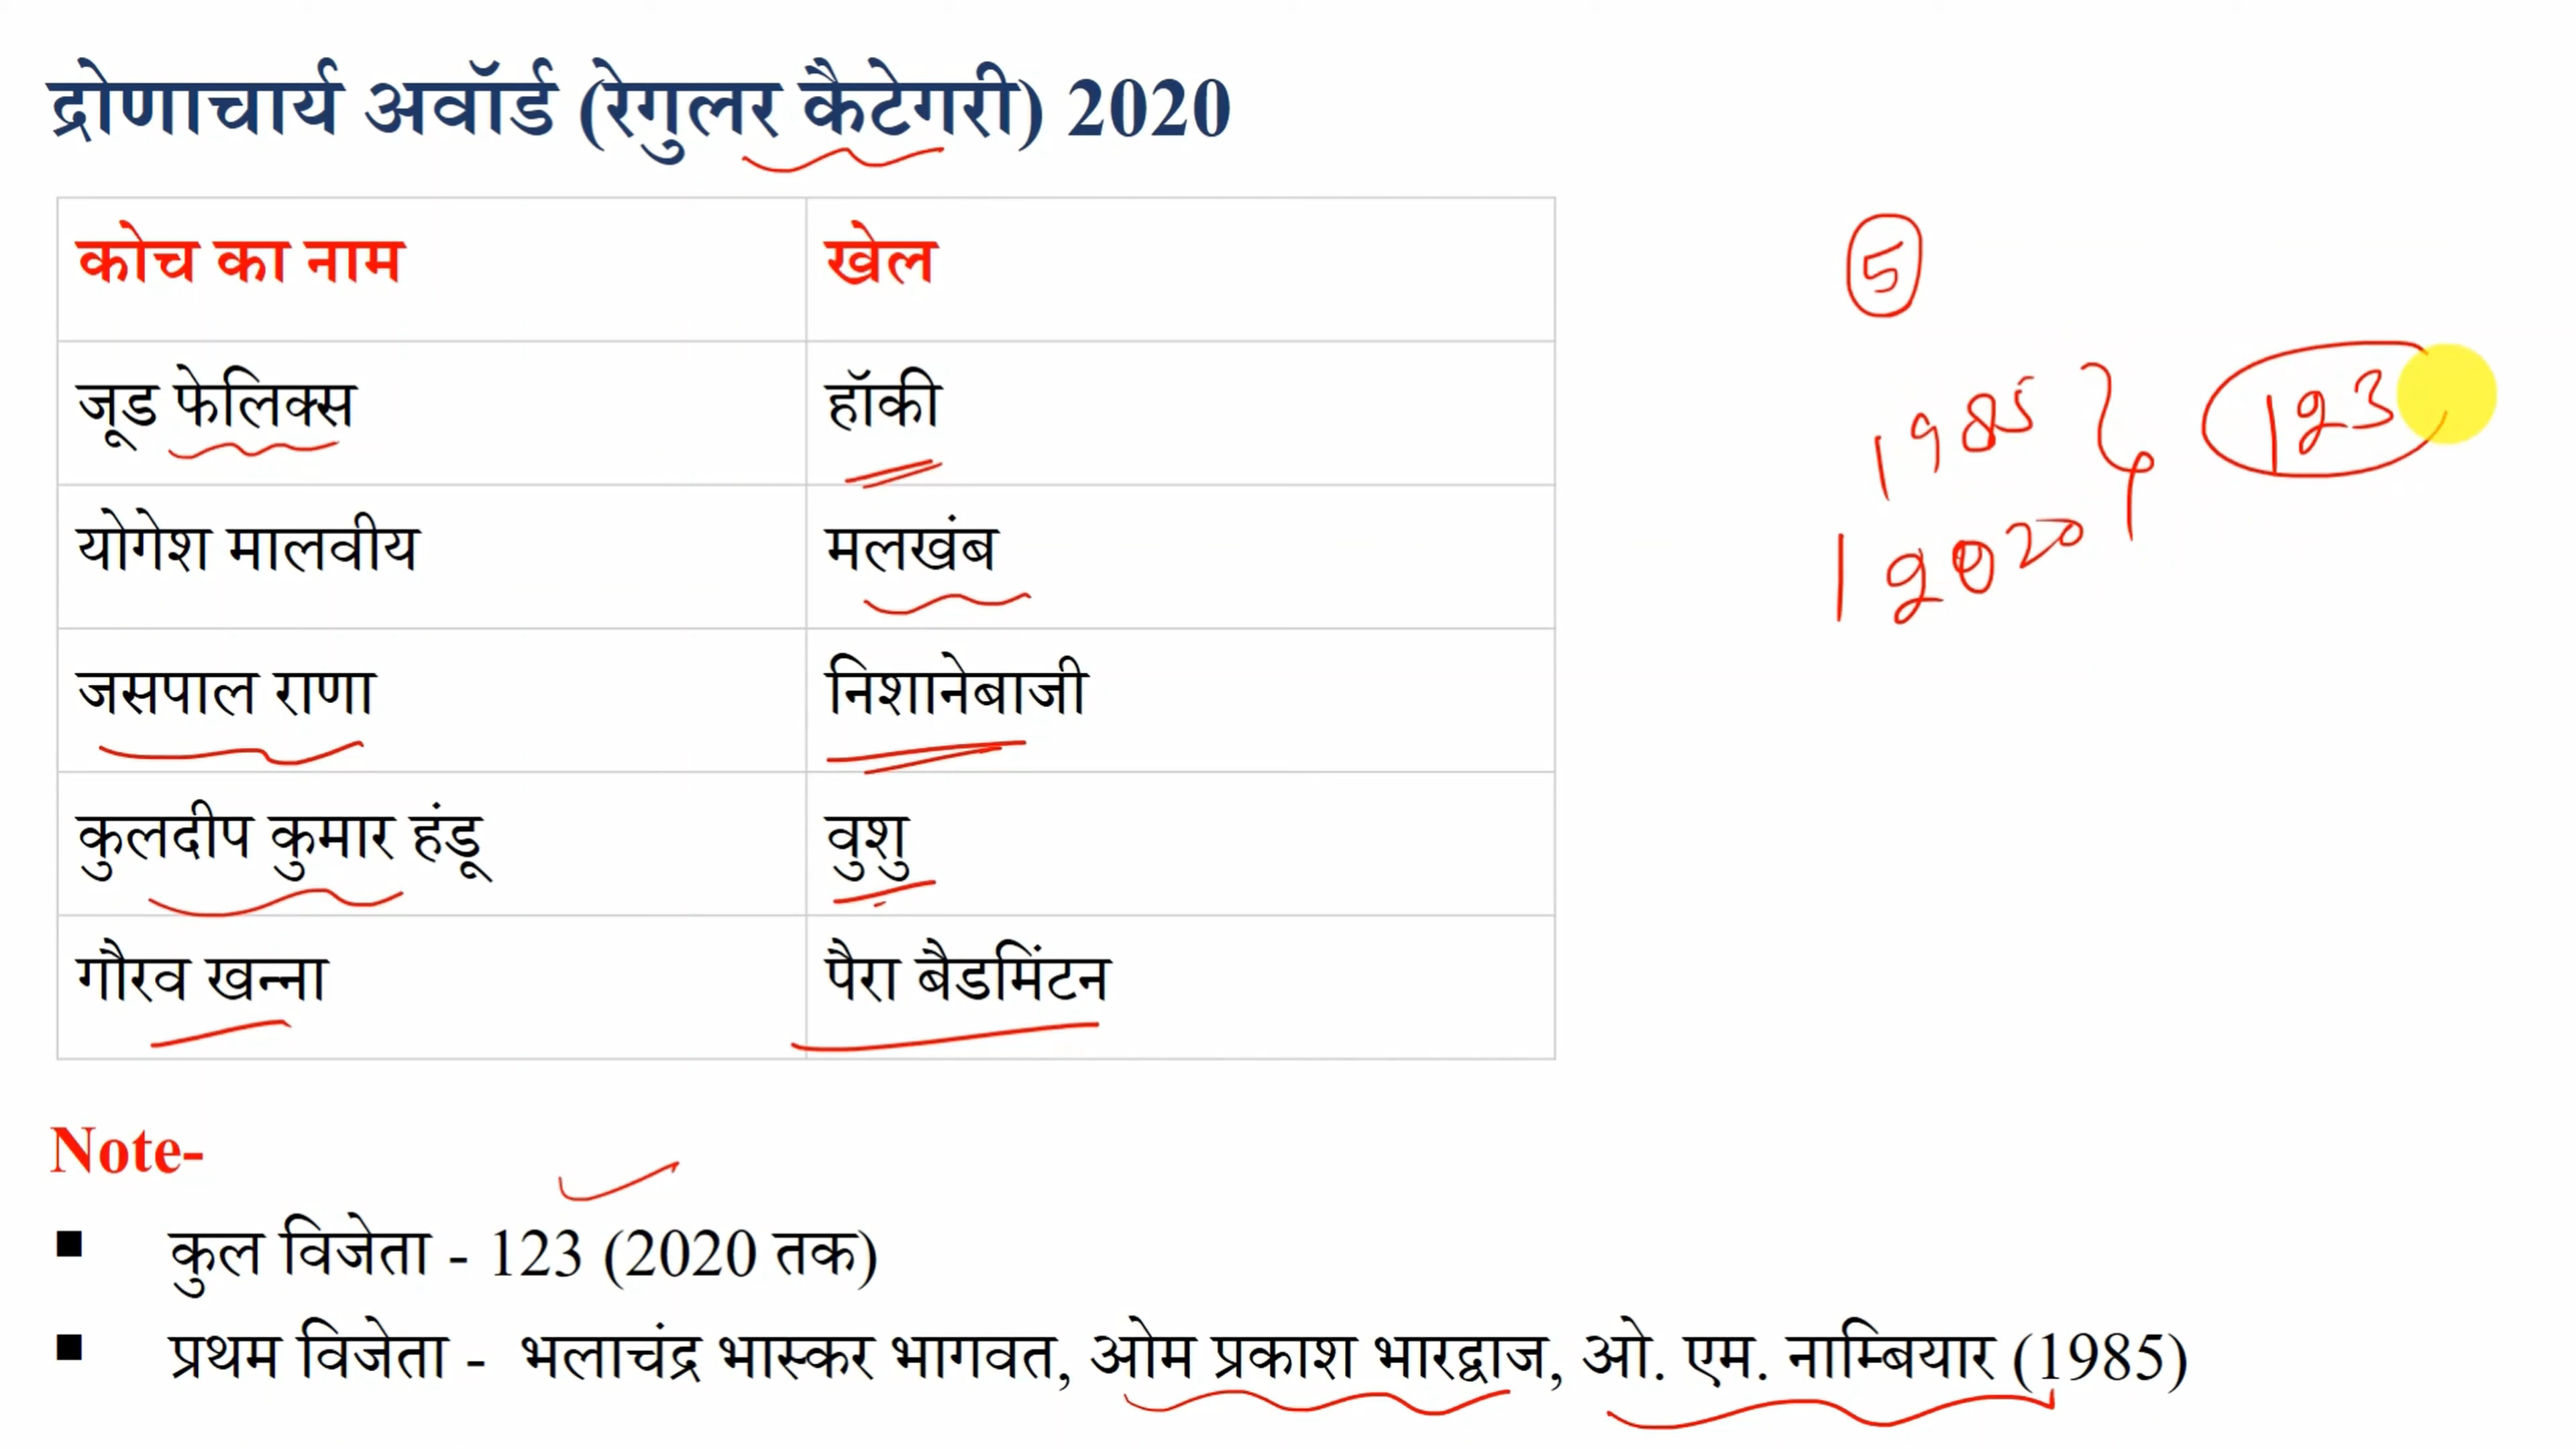 द्रोणाचार्य अवॉर्ड (रेगुलर कैटेगरी) 2020
कोच का नाम खेल
5
जूड फेलिक्स हॉकी
1985
123
योगेश मालवीय मलखंब
2020
जसपाल राणा निशानेबाजी
कुलदीप कुमार हंडू वुशु
गौरव खन्ना पैरा बैडमिंटन
Note-
▪ कुल विजेता - 123 (2020 तक)
▪ प्रथम विजेता - भलाचंद्र भास्कर भागवत, ओम प्रकाश भारद्वाज, ओ. एम. नाम्बियार (1985)